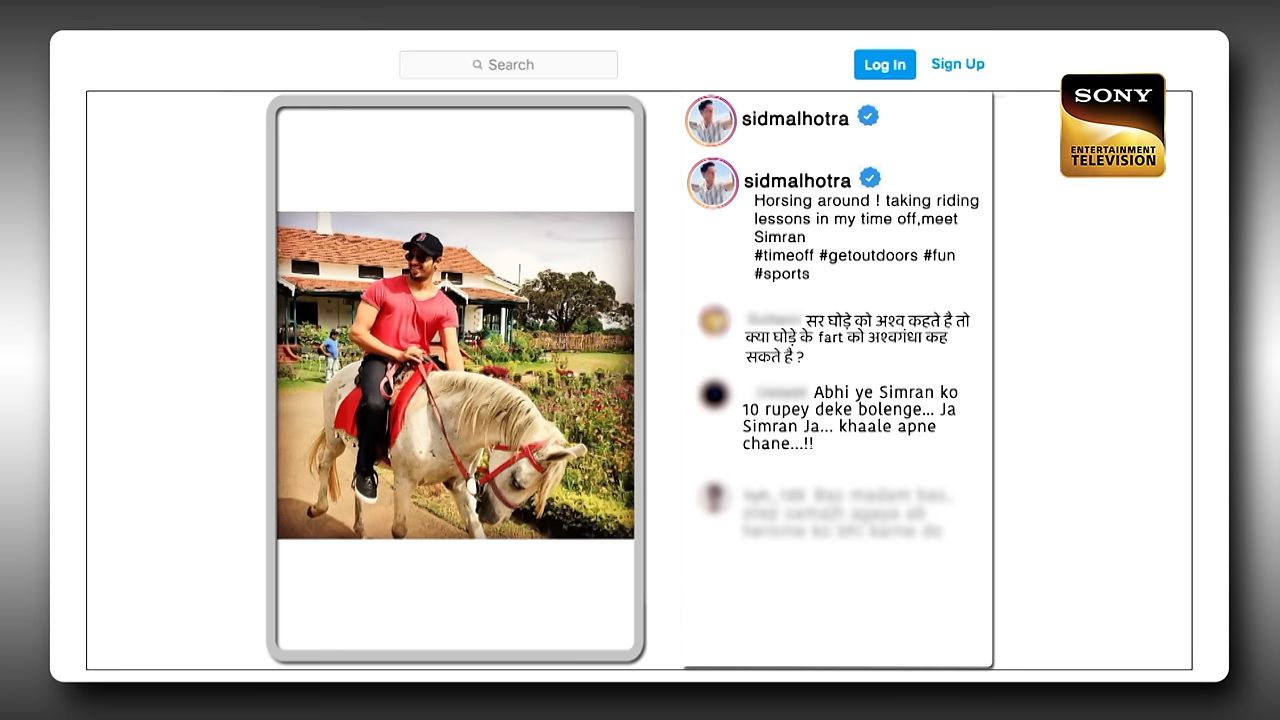 Search
Log In
Sign Up
SONY
ENTERTAINMENT
TELEVISION
sidmalhotra
sidmalhotra
Horsing around ! taking riding
lessons in my time off,meet
Simran
#timeoff #getoutdoors #fun
#sports
सर घोड़े को अश्व कहते है तो
क्या घोड़े के fart को अश्वगंधा कह
सकते है ?
Abhi ye Simran ko
10 rupey deke bolenge... Ja
Simran Ja... khaale apne
chane...!!